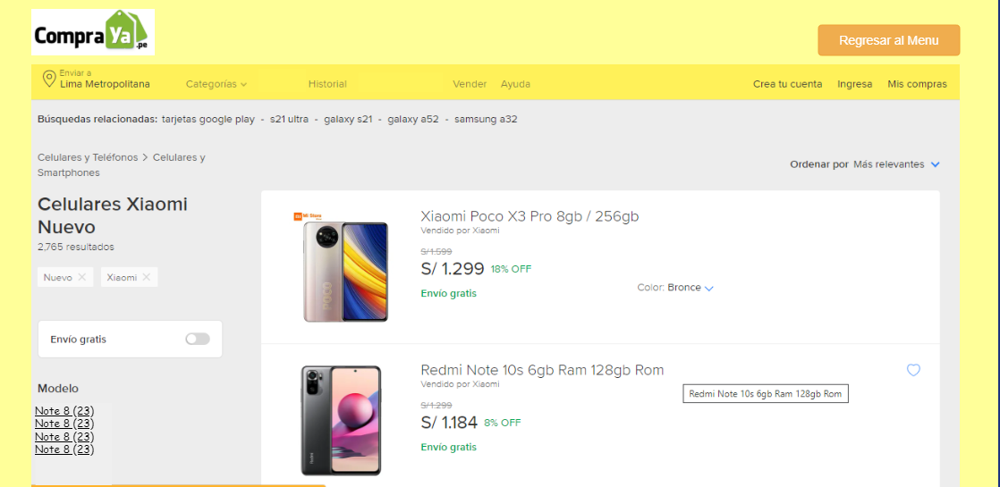 CompraYa.pe
Regresar al Menu
Enviar a
Lima Metropolitana
Categorías
Historial
Vender
Ayuda
Crea tu cuenta
Ingresa
Mis compras
Búsquedas relacionadas: tarjetas google play - s21 ultra - galaxy s21 - galaxy a52 - samsung a32
Celulares y Teléfonos > Celulares y
Smartphones
Ordenar por Más relevantes
Celulares Xiaomi
Nuevo
2,765 resultados
Nuevo
Xiaomi
Envío gratis
Modelo
Note 8 (23)
Note 8 (23)
Note 8 (23)
Note 8 (23)
mi Mi Store
POCO
Xiaomi Poco X3 Pro 8gb / 256gb
Vendido por Xiaomi
S/1.599
S/ 1.299 18% OFF
Envío gratis
Color: Bronce
Redmi
Redmi Note 10s 6gb Ram 128gb Rom
Vendido por Xiaomi
Redmi Note 10s 6gb Ram 128gb Rom
S/1.299
S/ 1.184 8% OFF
Envío gratis